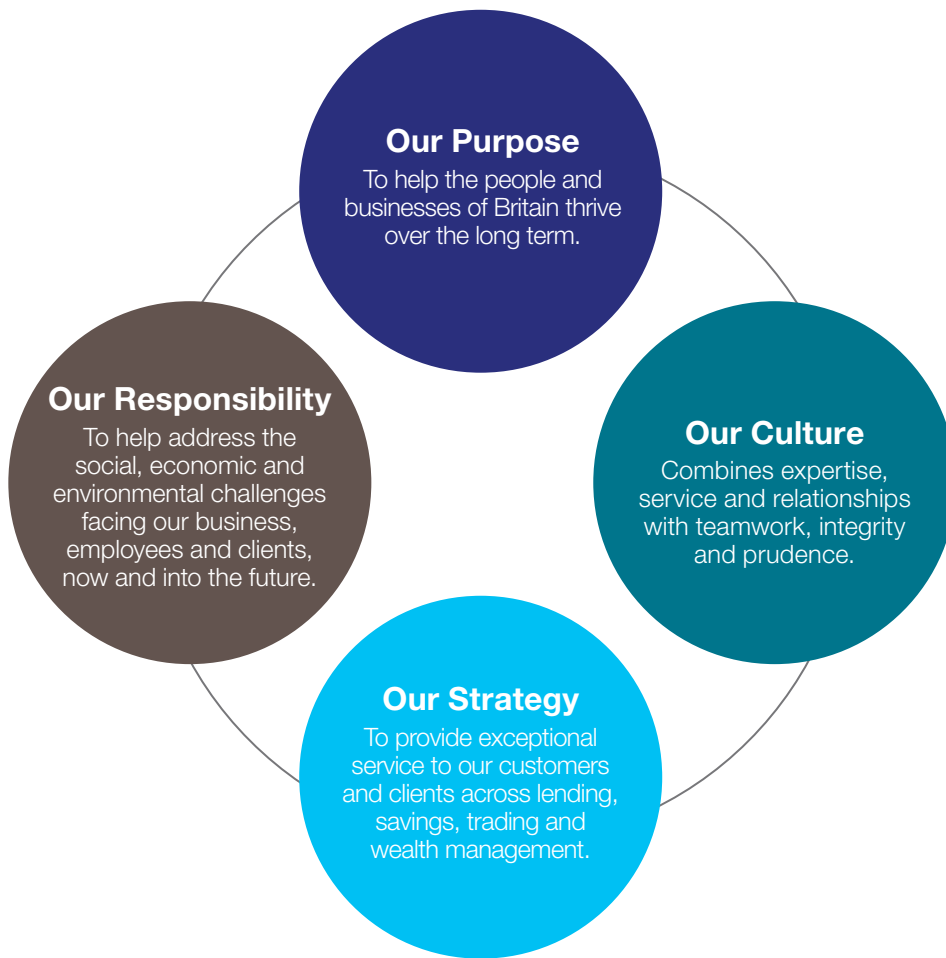 Our Purpose
To help the people and
businesses of Britain thrive
over the long term.
Our Responsibility
To help address the
social, economic and
environmental challenges
facing our business,
employees and clients,
now and into the future.
Our Culture
Combines expertise,
service and relationships
with teamwork, integrity
and prudence.
Our Strategy
To provide exceptional
service to our customers
and clients across lending,
savings, trading and
wealth management.